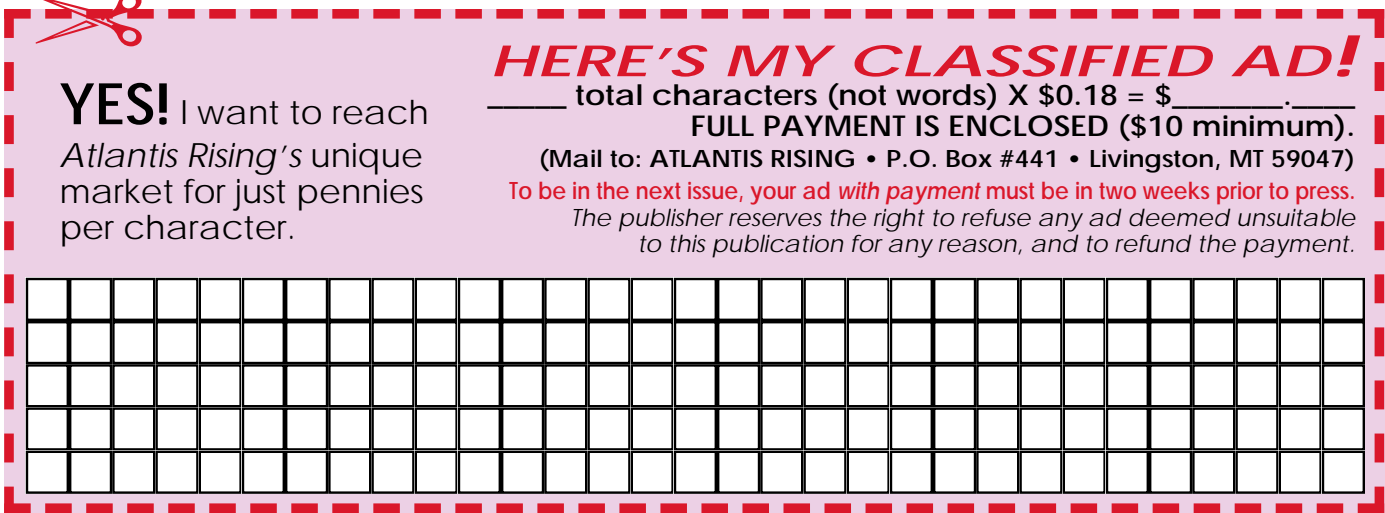 YES! I want to reach
Atlantis Rising's unique
market for just pennies
per character.
HERE'S MY CLASSIFIED AD!
_____ total characters (not words) X $0.18 = $_______.____
FULL PAYMENT IS ENCLOSED ($10 minimum).
(Mail to: ATLANTIS RISING • P.O. Box #441 • Livingston, MT 59047)
To be in the next issue, your ad with payment must be in two weeks prior to press.
The publisher reserves the right to refuse any ad deemed unsuitable
to this publication for any reason, and to refund the payment.